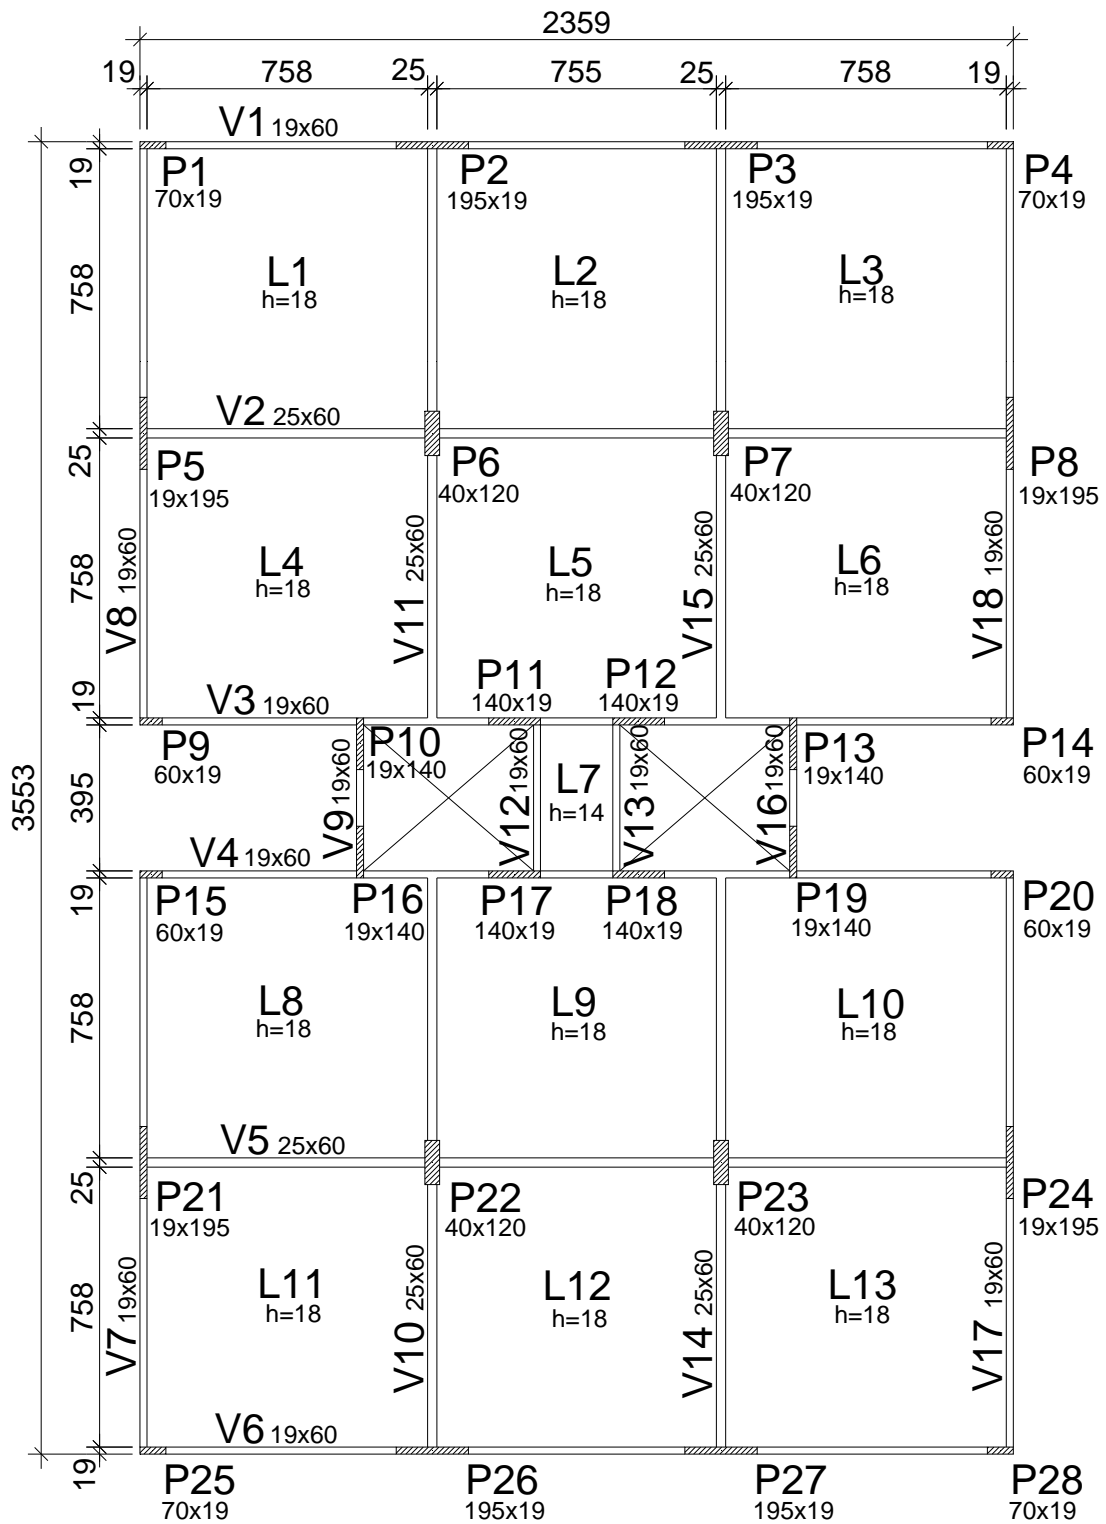 2359
19 758 25 755 25 758 19
V1 19x60
19
P1 P2 P3 P4
70x19 195x19 195x19 70x19
758
L1 L2 L3
h=18 h=18 h=18
V2 25x60
25
P5 P6 P7 P8
19x195 40x120 40x120 19x195
758
V8 19x60
L4
h=18
V11 25x60
L5
h=18
V15 25x60
L6
h=18
V18 19x60
P11 P12
140x19 140x19
19
V3 19x60
P9 P10 P13 P14
60x19 19x140 19x140 60x19
3553
395
V9 19x60
V12 19x60
L7
h=14
V13 19x60
V16 19x60
V4 19x60
19
P15 P16 P17 P18 P19 P20
60x19 19x140 140x19 140x19 19x140 60x19
758
L8 L9 L10
h=18 h=18 h=18
V5 25x60
25
P21 P22 P23 P24
19x195 40x120 40x120 19x195
758
V7 19x60
L11
h=18
V10 25x60
L12
h=18
V14 25x60
L13
h=18
V17 19x60
V6 19x60
19
P25 P26 P27 P28
70x19 195x19 195x19 70x19